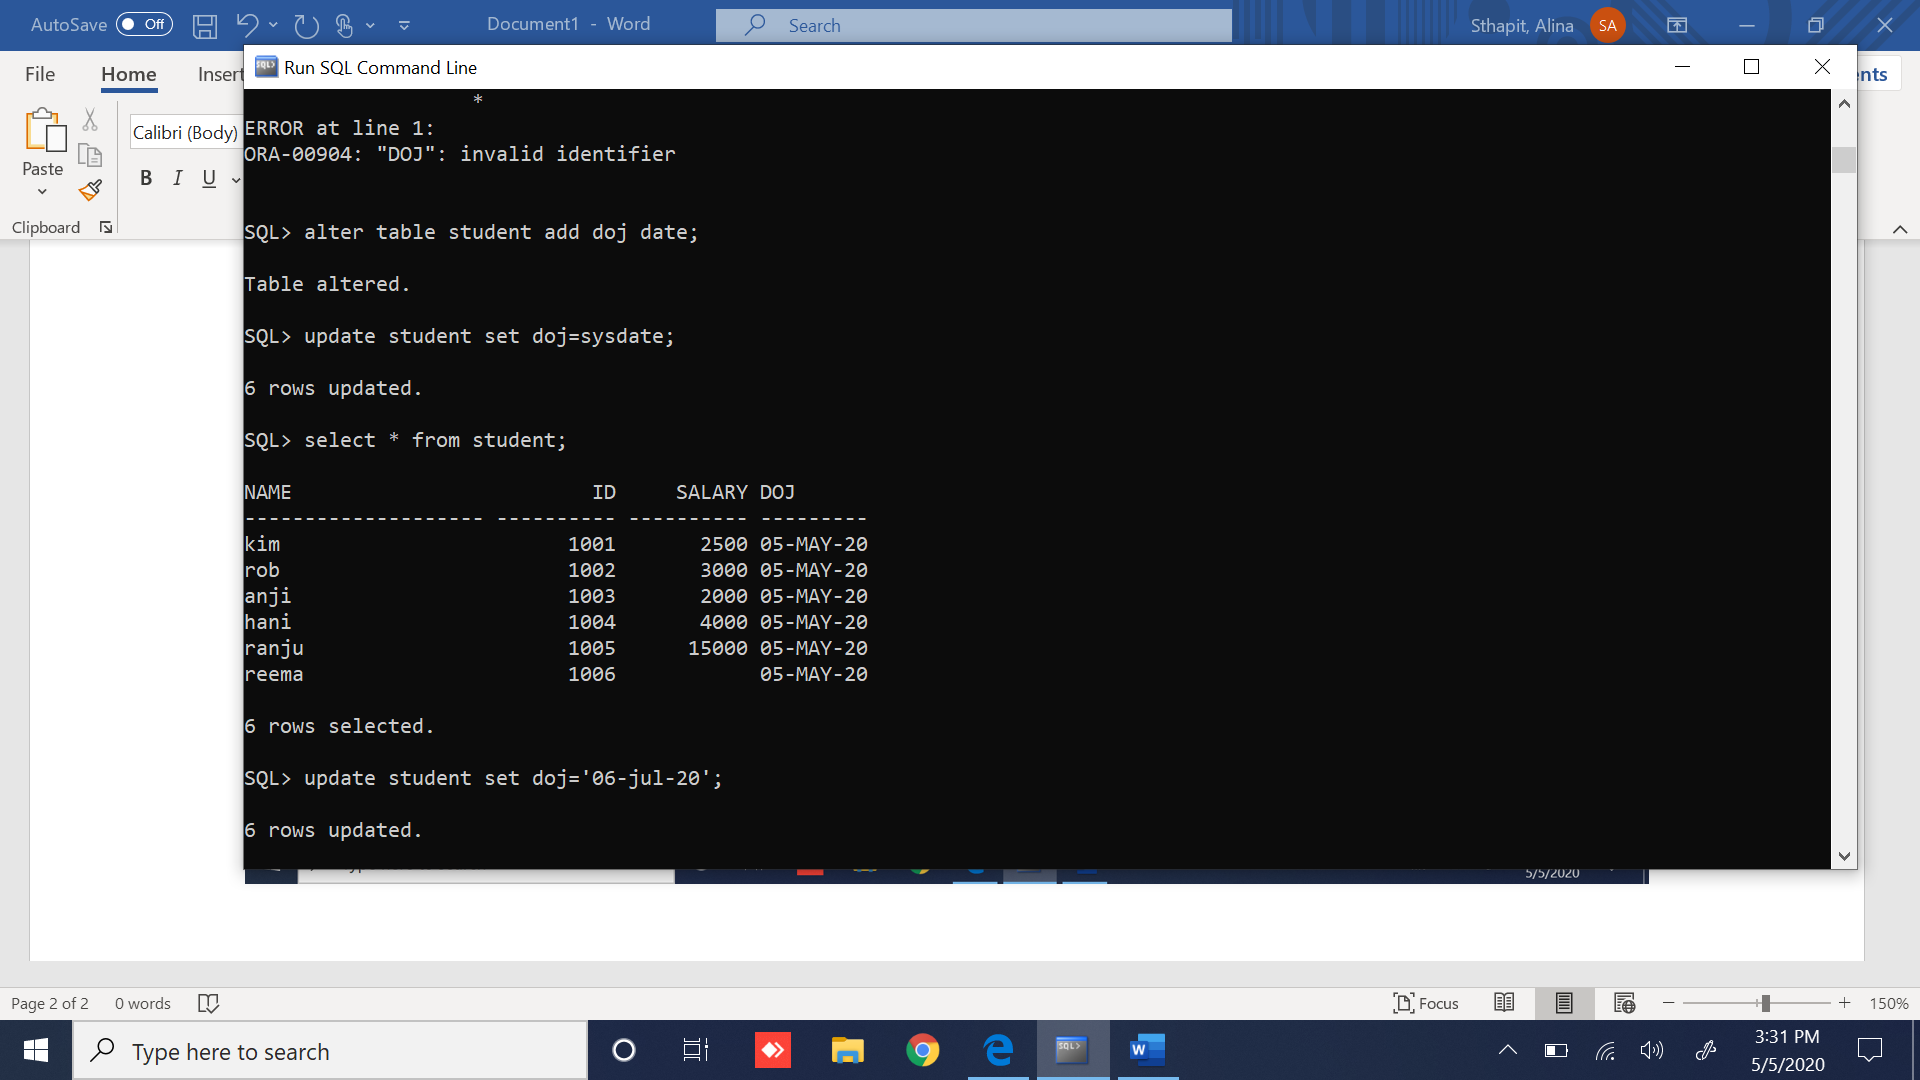 AutoSave Off Document1 - Word Search Sthapit, Alina SA
File Home Insert ents
Run SQL Command Line
Paste
Calibri (Body)
B I U
Clipboard
*
ERROR at line 1:
ORA-00904: "DOJ": invalid identifier
SQL> alter table student add doj date;
Table altered.
SQL> update student set doj=sysdate;
6 rows updated.
SQL> select * from student;
NAME ID SALARY DOJ
-------------------- ---------- ---------- ---------
kim 1001 2500 05-MAY-20
rob 1002 3000 05-MAY-20
anji 1003 2000 05-MAY-20
hani 1004 4000 05-MAY-20
ranju 1005 15000 05-MAY-20
reema 1006 05-MAY-20
6 rows selected.
SQL> update student set doj='06-jul-20';
6 rows updated.
5/5/2020
Page 2 of 2 0 words Focus 150%
Type here to search
3:31 PM
5/5/2020